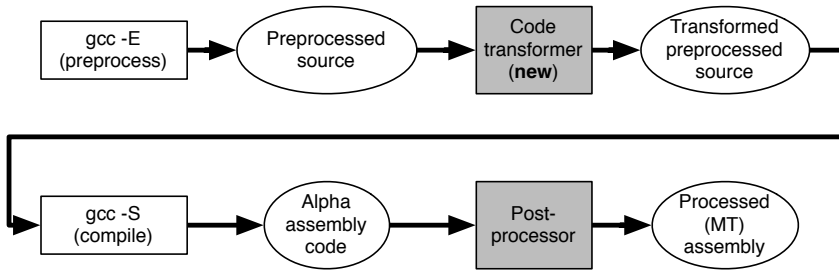 gcc -E
(preprocess)
Preprocessed
source
Code
transformer
(new)
Transformed
preprocessed
source
gcc -S
(compile)
Alpha
assembly
code
Post-
processor
Processed
(MT)
assembly